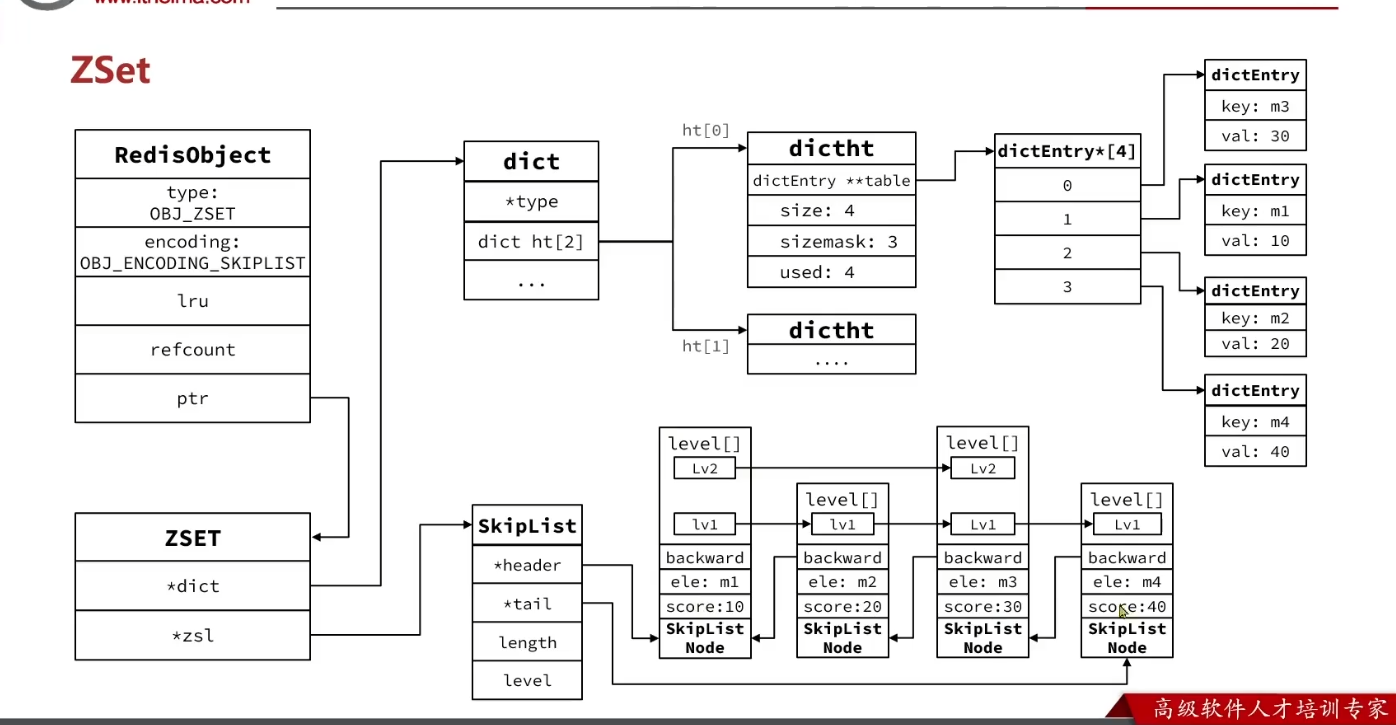 www.itheima.com
ZSet
RedisObject
type:
OBJ_ZSET
encoding:
OBJ_ENCODING_SKIPLIST
lru
refcount
ptr
ZSET
*dict
*zsl
dict
*type
dict ht[2]
...
ht[0]
ht[1]
dictht
dictEntry **table
size: 4
sizemask: 3
used: 4
dictht
....
dictEntry*[4]
0
1
2
3
dictEntry
key: m3
val: 30
dictEntry
key: m1
val: 10
dictEntry
key: m2
val: 20
dictEntry
key: m4
val: 40
SkipList
*header
*tail
length
level
level[]
Lv2
lv1
backward
ele: m1
score:10
SkipList
Node
level[]
lv1
backward
ele: m2
score:20
SkipList
Node
level[]
Lv2
Lv1
backward
ele: m3
score:30
SkipList
Node
level[]
Lv1
backward
ele: m4
score:40
SkipList
Node
高级软件人才培训专家